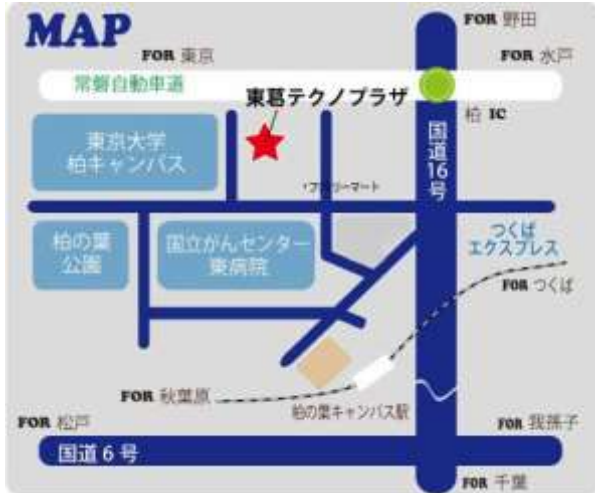 MAP
FOR 野田
FOR 東京
FOR 水戸
常磐自動車道
東葛テクノプラザ
柏 IC
東京大学
柏キャンパス
国道16号
ファミリーマート
柏の葉
公園
国立がんセンター
東病院
つくば
エクスプレス
FOR つくば
FOR 秋葉原
柏の葉キャンパス駅
FOR 松戸
FOR 我孫子
国道 6 号
FOR 千葉